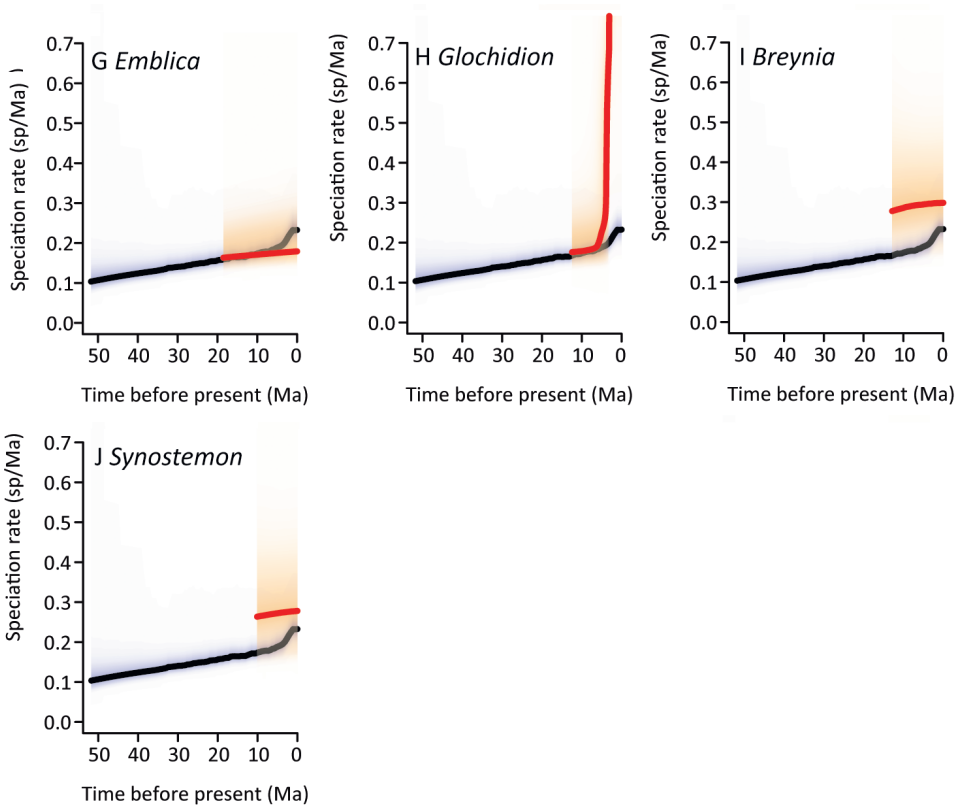 G Emblica
Speciation rate (sp/Ma)
0.7
0.6
0.5
0.4
0.3
0.2
0.1
0.0
50 40 30 20 10 0
Time before present (Ma)
H Glochidion
Speciation rate (sp/Ma)
0.7
0.6
0.5
0.4
0.3
0.2
0.1
0.0
50 40 30 20 10 0
Time before present (Ma)
I Breynia
Speciation rate (sp/Ma)
0.7
0.6
0.5
0.4
0.3
0.2
0.1
0.0
50 40 30 20 10 0
Time before present (Ma)
J Synostemon
Speciation rate (sp/Ma)
0.7
0.6
0.5
0.4
0.3
0.2
0.1
0.0
50 40 30 20 10 0
Time before present (Ma)